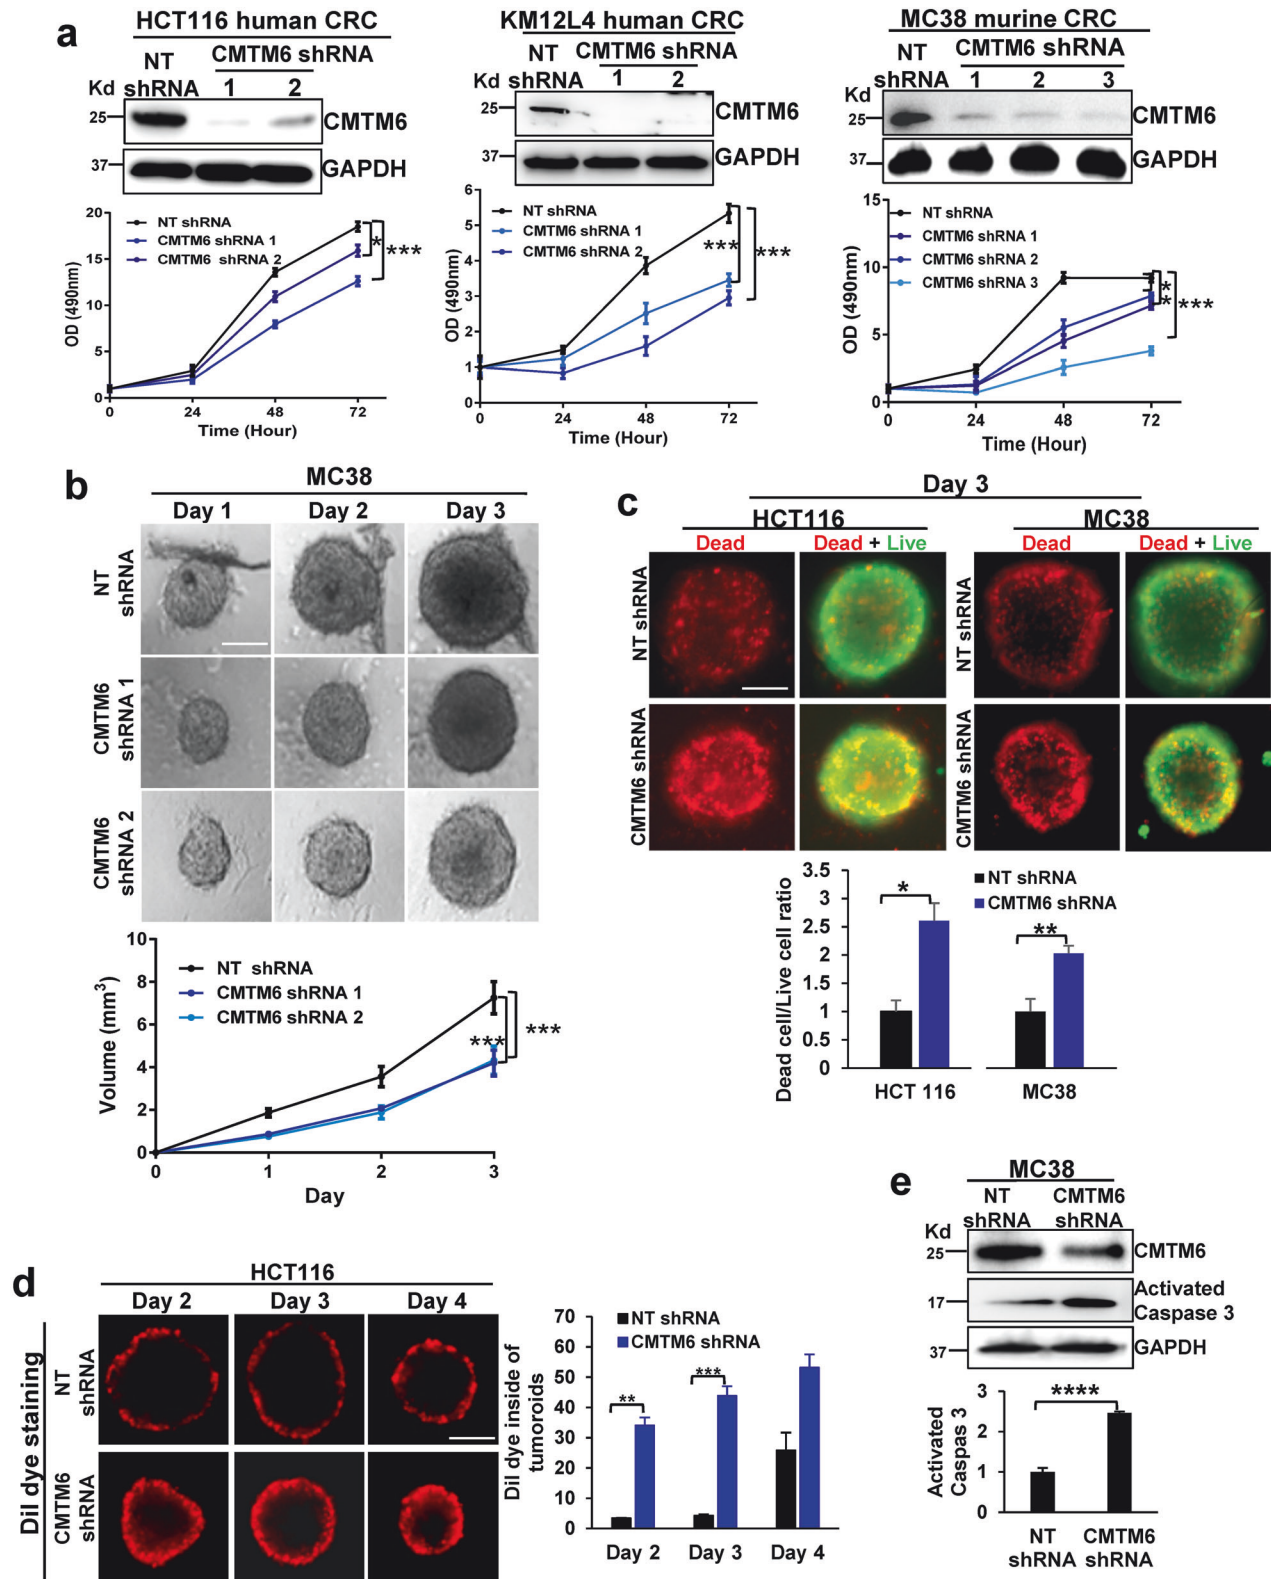 a
HCT116 human CRC
NT shRNA
CMTM6 shRNA
1 2
Kd
25
CMTM6
37
GAPDH
20
15
10
5
0
OD (490nm)
NT shRNA
CMTM6 shRNA 1
CMTM6 shRNA 2
*
***
0 24 48 72
Time (Hour)
KM12L4 human CRC
NT shRNA
CMTM6 shRNA
1 2
25
CMTM6
37
GAPDH
6
5
4
3
2
1
0
OD (490nm)
NT shRNA
CMTM6 shRNA 1
CMTM6 shRNA 2
***
***
0 24 48 72
Time (Hour)
MC38 murine CRC
NT shRNA
CMTM6 shRNA
1 2 3
Kd
25
CMTM6
37
GAPDH
15
10
5
0
OD (490nm)
NT shRNA
CMTM6 shRNA 1
CMTM6 shRNA 2
CMTM6 shRNA 3
*
*
***
0 24 48 72
Time (Hour)
b
MC38
Day 1 Day 2 Day 3
NT shRNA
CMTM6 shRNA 1
CMTM6 shRNA 2
10
8
6
4
2
0
Volume (mm³)
NT shRNA
CMTM6 shRNA 1
CMTM6 shRNA 2
***
***
0 1 2 3
Day
c
Day 3
HCT116
MC38
Dead
Dead + Live
Dead
Dead + Live
NT shRNA
NT shRNA
CMTM6 shRNA
CMTM6 shRNA
3.5
3
2.5
2
1.5
1
0.5
0
Dead cell/Live cell ratio
NT shRNA
CMTM6 shRNA
*
**
HCT 116
MC38
d
HCT116
Day 2 Day 3 Day 4
Dil dye staining
NT shRNA
CMTM6 shRNA
70
60
50
40
30
20
10
0
Dil dye inside of
tumoroids
NT shRNA
CMTM6 shRNA
**
***
Day 2 Day 3 Day 4
e
MC38
NT shRNA
CMTM6 shRNA
Kd
25
CMTM6
17
Activated
Caspase 3
37
GAPDH
3
2
1
0
Activated
Caspas 3
****
NT shRNA
CMTM6 shRNA